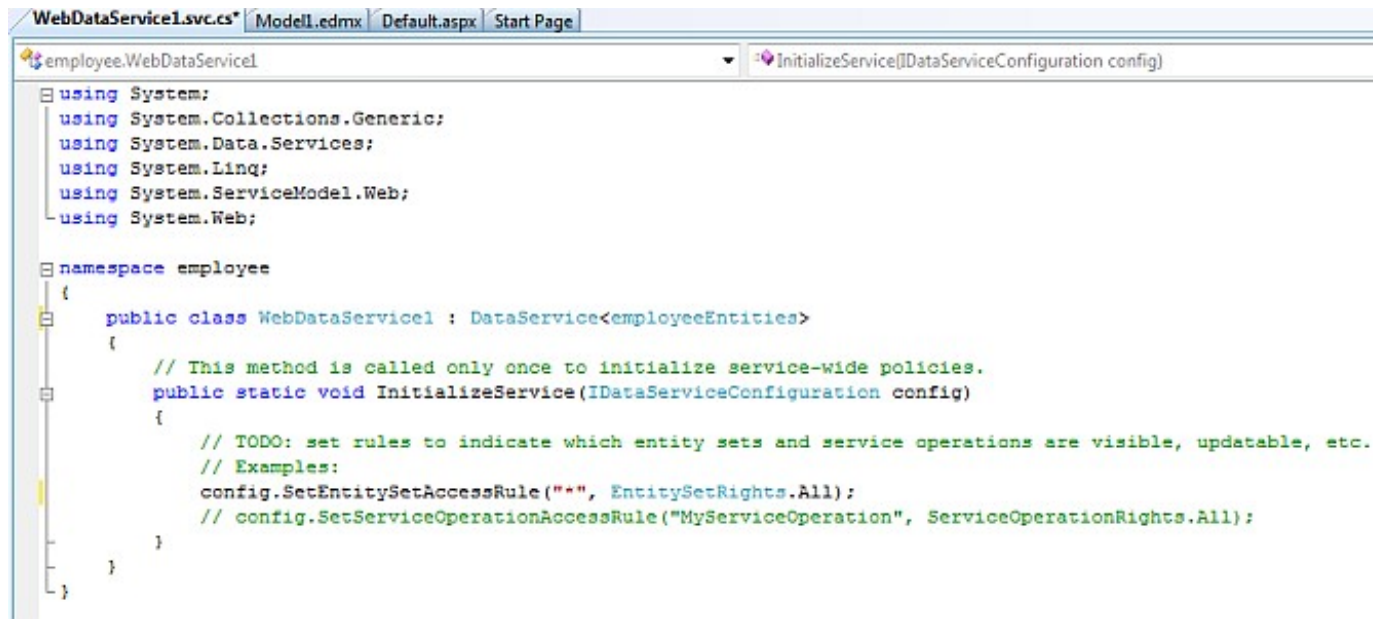 WebDataService1.svc.cs* Model1.edmx Default.aspx Start Page
employee.WebDataService1 InitializeService(IDataServiceConfiguration config)
using System;
using System.Collections.Generic;
using System.Data.Services;
using System.Linq;
using System.ServiceModel.Web;
using System.Web;
namespace employee
{
public class WebDataService1 : DataService<employeeEntities>
{
// This method is called only once to initialize service-wide policies.
public static void InitializeService(IDataServiceConfiguration config)
{
// TODO: set rules to indicate which entity sets and service operations are visible, updatable, etc.
// Examples:
config.SetEntitySetAccessRule("*", EntitySetRights.All);
// config.SetServiceOperationAccessRule("MyServiceOperation", ServiceOperationRights.All);
}
}
}